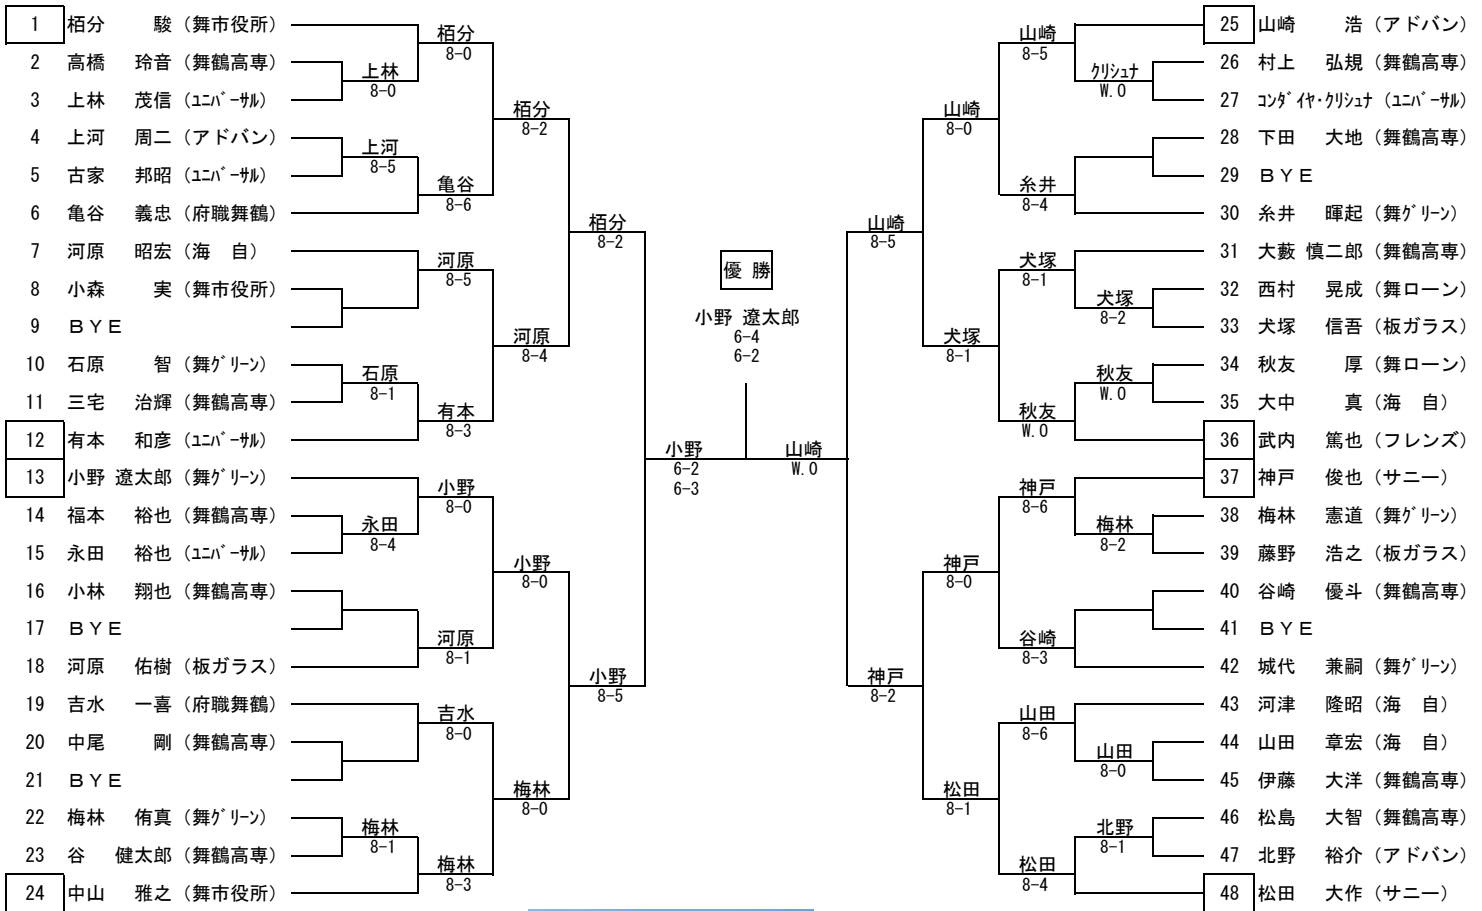 1 栢分 駿 (舞市役所)
2 高橋 玲音 (舞鶴高専)
3 上林 茂信 (ﾕﾆﾊﾞｰｻﾙ)
4 上河 周二 (アドバン)
5 古家 邦昭 (ﾕﾆﾊﾞｰｻﾙ)
6 亀谷 義忠 (府職舞鶴)
7 河原 昭宏 (海 自)
8 小森 実 (舞市役所)
9 ＢＹＥ
10 石原 智 (舞ｸﾞﾘｰﾝ)
11 三宅 治輝 (舞鶴高専)
12 有本 和彦 (ﾕﾆﾊﾞｰｻﾙ)
13 小野 遼太郎 (舞ｸﾞﾘｰﾝ)
14 福本 裕也 (舞鶴高専)
15 永田 裕也 (ﾕﾆﾊﾞｰｻﾙ)
16 小林 翔也 (舞鶴高専)
17 ＢＹＥ
18 河原 佑樹 (板ガラス)
19 吉水 一喜 (府職舞鶴)
20 中尾 剛 (舞鶴高専)
21 ＢＹＥ
22 梅林 侑真 (舞ｸﾞﾘｰﾝ)
23 谷 健太郎 (舞鶴高専)
24 中山 雅之 (舞市役所)
上林
8-0
上河
8-5
石原
8-1
永田
8-4
梅林
8-1
栢分
8-0
亀谷
8-6
河原
8-5
有本
8-3
小野
8-0
河原
8-1
吉水
8-0
梅林
8-3
栢分
8-2
河原
8-4
小野
8-0
梅林
8-0
栢分
8-2
小野
8-5
小野
6-2
6-3
優 勝
小野 遼太郎
6-4
6-2
山崎
W.O
山崎
8-5
神戸
8-2
山崎
8-0
犬塚
8-1
神戸
8-0
松田
8-1
山崎
8-5
糸井
8-4
犬塚
8-1
秋友
W.O
神戸
8-6
谷崎
8-3
山田
8-6
松田
8-4
ｸﾘｼｭﾅ
W.O
犬塚
8-2
秋友
W.O
梅林
8-2
山田
8-0
北野
8-1
25 山崎 浩 (アドバン)
26 村上 弘規 (舞鶴高専)
27 ｺﾝﾀﾞｲﾔ･ｸﾘｼｭﾅ (ﾕﾆﾊﾞｰｻﾙ)
28 下田 大地 (舞鶴高専)
29 ＢＹＥ
30 糸井 暉起 (舞ｸﾞﾘｰﾝ)
31 大藪 慎二郎 (舞鶴高専)
32 西村 晃成 (舞ローン)
33 犬塚 信吾 (板ガラス)
34 秋友 厚 (舞ローン)
35 大中 真 (海 自)
36 武内 篤也 (フレンズ)
37 神戸 俊也 (サニー)
38 梅林 憲道 (舞ｸﾞﾘｰﾝ)
39 藤野 浩之 (板ガラス)
40 谷崎 優斗 (舞鶴高専)
41 ＢＹＥ
42 城代 兼嗣 (舞ｸﾞﾘｰﾝ)
43 河津 隆昭 (海 自)
44 山田 章宏 (海 自)
45 伊藤 大洋 (舞鶴高専)
46 松島 大智 (舞鶴高専)
47 北野 裕介 (アドバン)
48 松田 大作 (サニー)